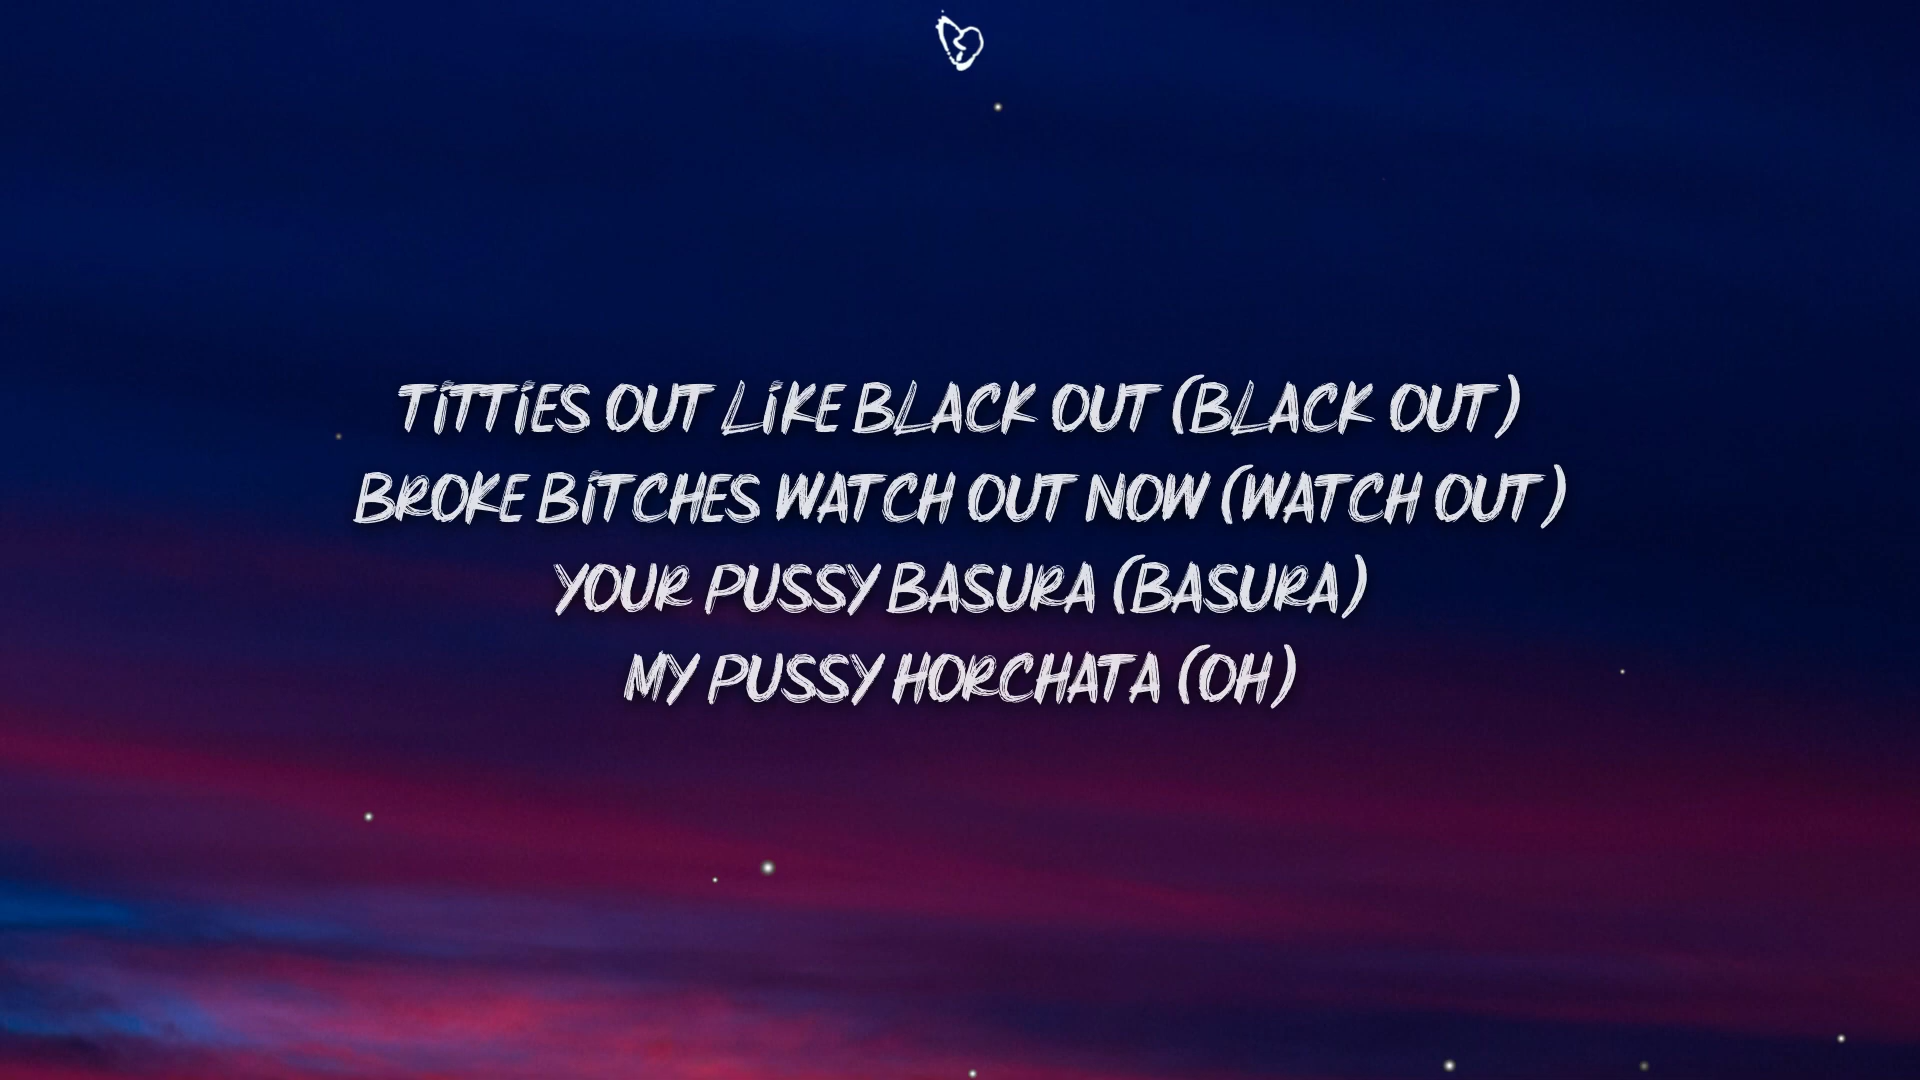 TITTIES OUT LIKE BLACK OUT (BLACK OUT)
BROKE BITCHES WATCH OUT NOW (WATCH OUT)
YOUR PUSSY BASURA (BASURA)
MY PUSSY HORCHATA (OH)